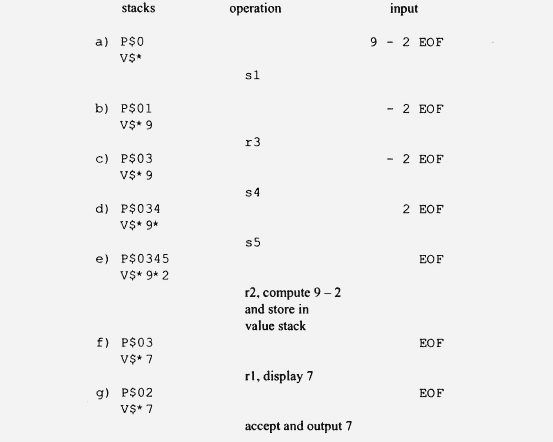 stacks operation input
a) P$0 9 - 2 EOF
V$*
s1
b) P$01 - 2 EOF
V$* 9
r3
c) P$03 - 2 EOF
V$* 9
s4
d) P$034 2 EOF
V$* 9*
s5
e) P$0345 EOF
V$* 9* 2
r2, compute 9 – 2
and store in
value stack
f) P$03 EOF
V$* 7
r1, display 7
g) P$02 EOF
V$* 7
accept and output 7